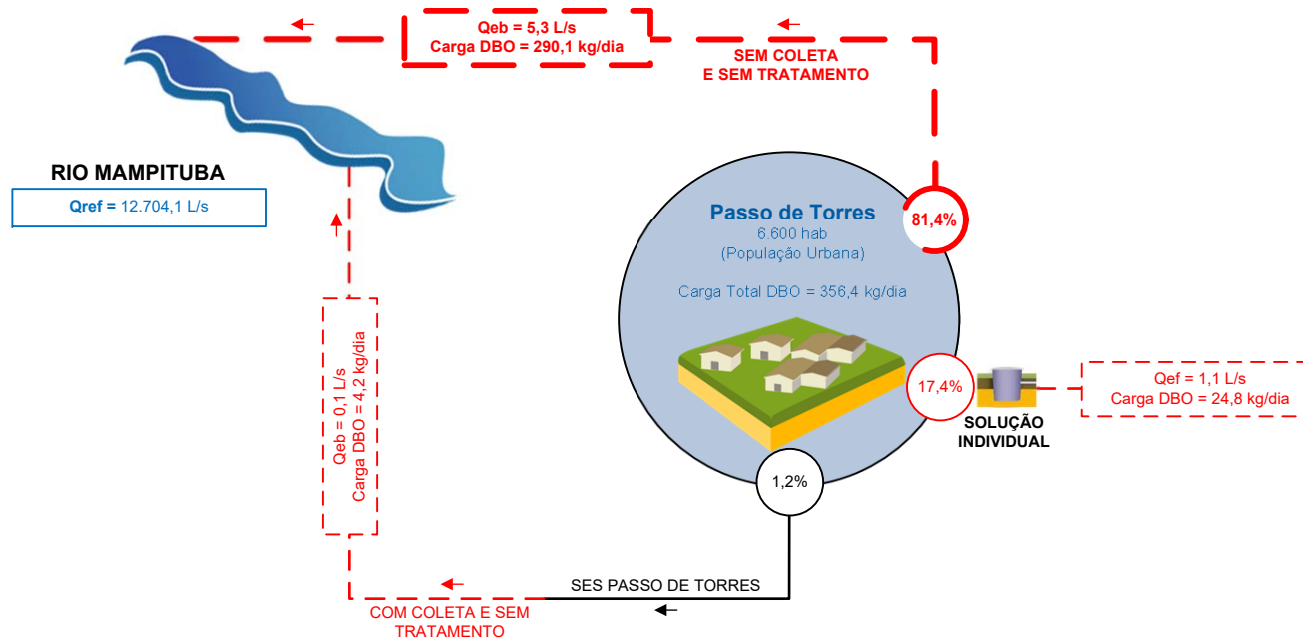 Qeb = 5,3 L/s
Carga DBO = 290,1 kg/dia
SEM COLETA
E SEM TRATAMENTO
RIO MAMPITUBA
Qref = 12.704,1 L/s
Passo de Torres
6.600 hab
(População Urbana)
Carga Total DBO = 356,4 kg/dia
81,4%
17,4%
SOLUÇÃO
INDIVIDUAL
Qef = 1,1 L/s
Carga DBO = 24,8 kg/dia
1,2%
Qeb = 0,1 L/s
Carga DBO = 4,2 kg/dia
SES PASSO DE TORRES
COM COLETA E SEM
TRATAMENTO